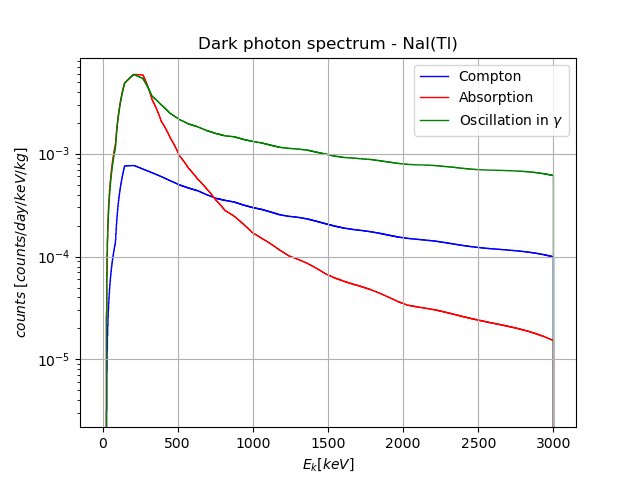 Dark photon spectrum - NaI(Tl)
Compton
Absorption
Oscillation in γ
counts [counts/day/keV/kg]
10⁻³
10⁻⁴
10⁻⁵
0 500 1000 1500 2000 2500 3000
E_k[keV]